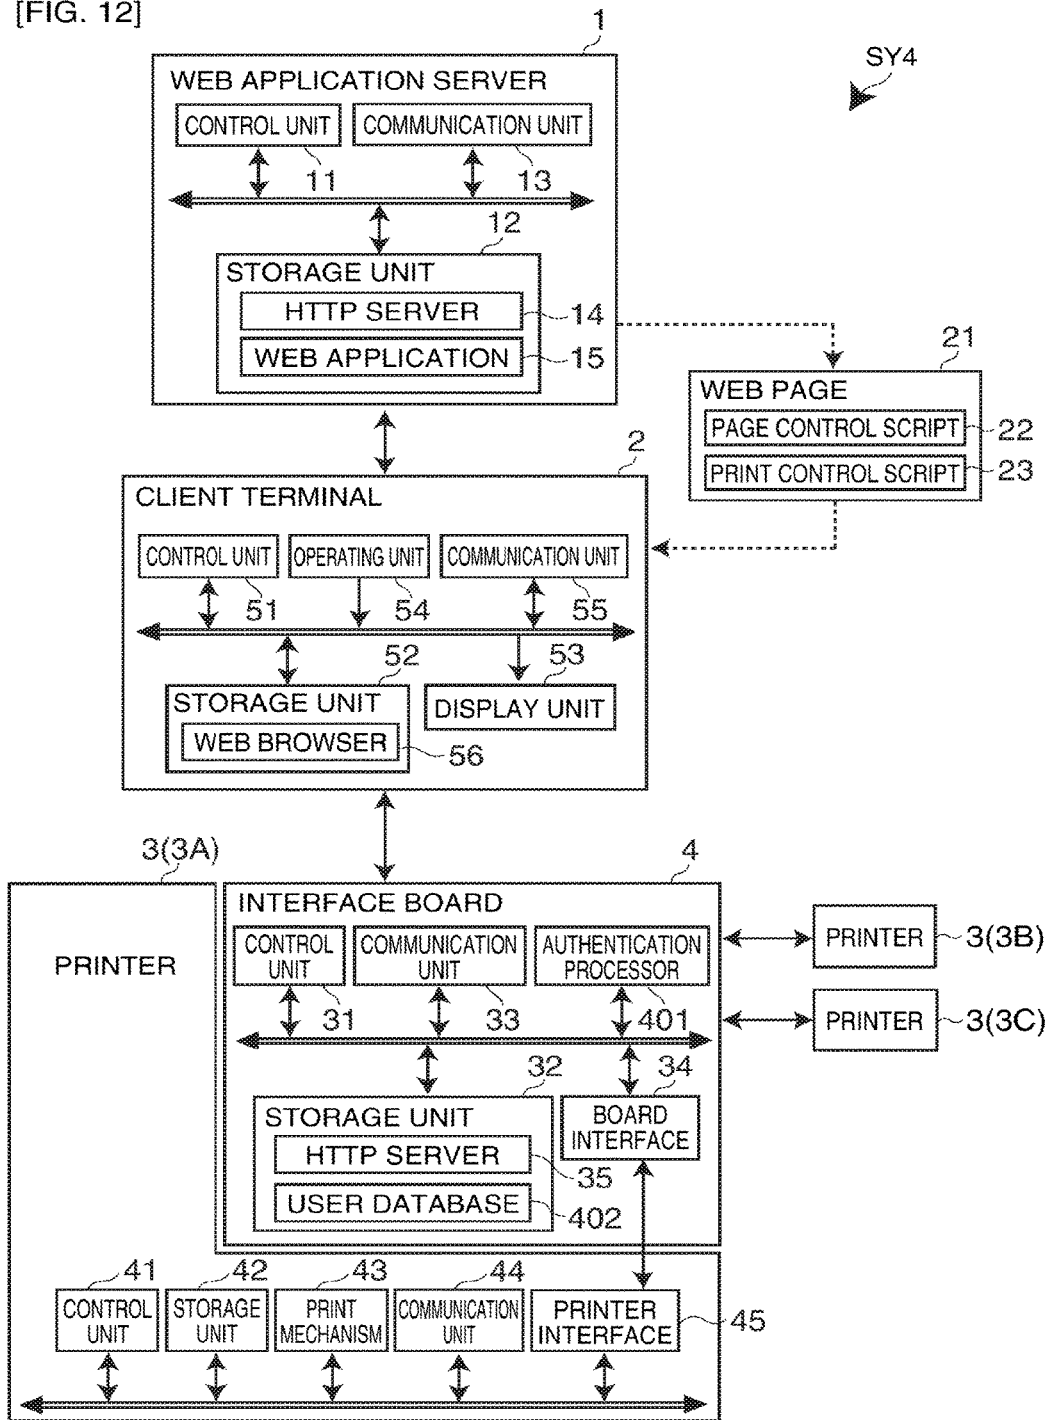 [FIG. 12]
1
SY4
WEB APPLICATION SERVER
CONTROL UNIT
COMMUNICATION UNIT
11
13
12
STORAGE UNIT
HTTP SERVER
14
WEB APPLICATION
15
21
WEB PAGE
PAGE CONTROL SCRIPT
22
PRINT CONTROL SCRIPT
23
2
CLIENT TERMINAL
CONTROL UNIT
OPERATING UNIT
COMMUNICATION UNIT
51
54
55
52
53
STORAGE UNIT
WEB BROWSER
56
DISPLAY UNIT
3(3A)
4
PRINTER
INTERFACE BOARD
CONTROL
UNIT
COMMUNICATION
UNIT
AUTHENTICATION
PROCESSOR
31
33
401
PRINTER
3(3B)
PRINTER
3(3C)
32
34
STORAGE UNIT
HTTP SERVER
35
USER DATABASE
402
BOARD
INTERFACE
41
42
43
44
CONTROL
UNIT
STORAGE
UNIT
PRINT
MECHANISM
COMMUNICATION
UNIT
PRINTER
INTERFACE
45